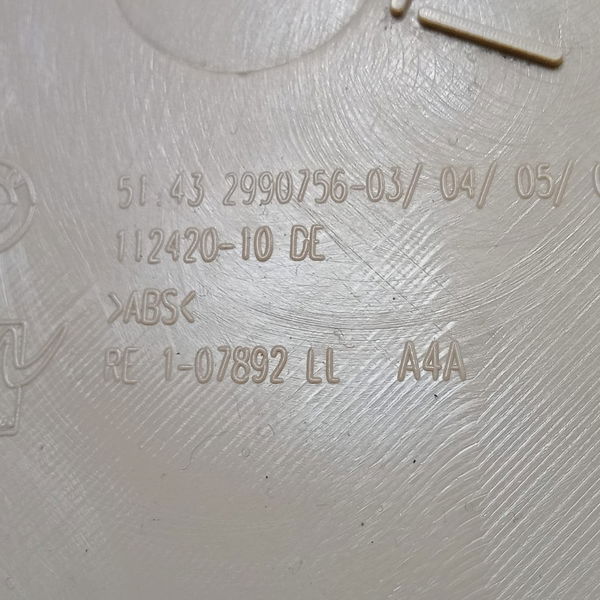 51.43 2990756-03/ 04/ 05/
112420-10 DE
>ABS<
RE 1-07892 LL A4A